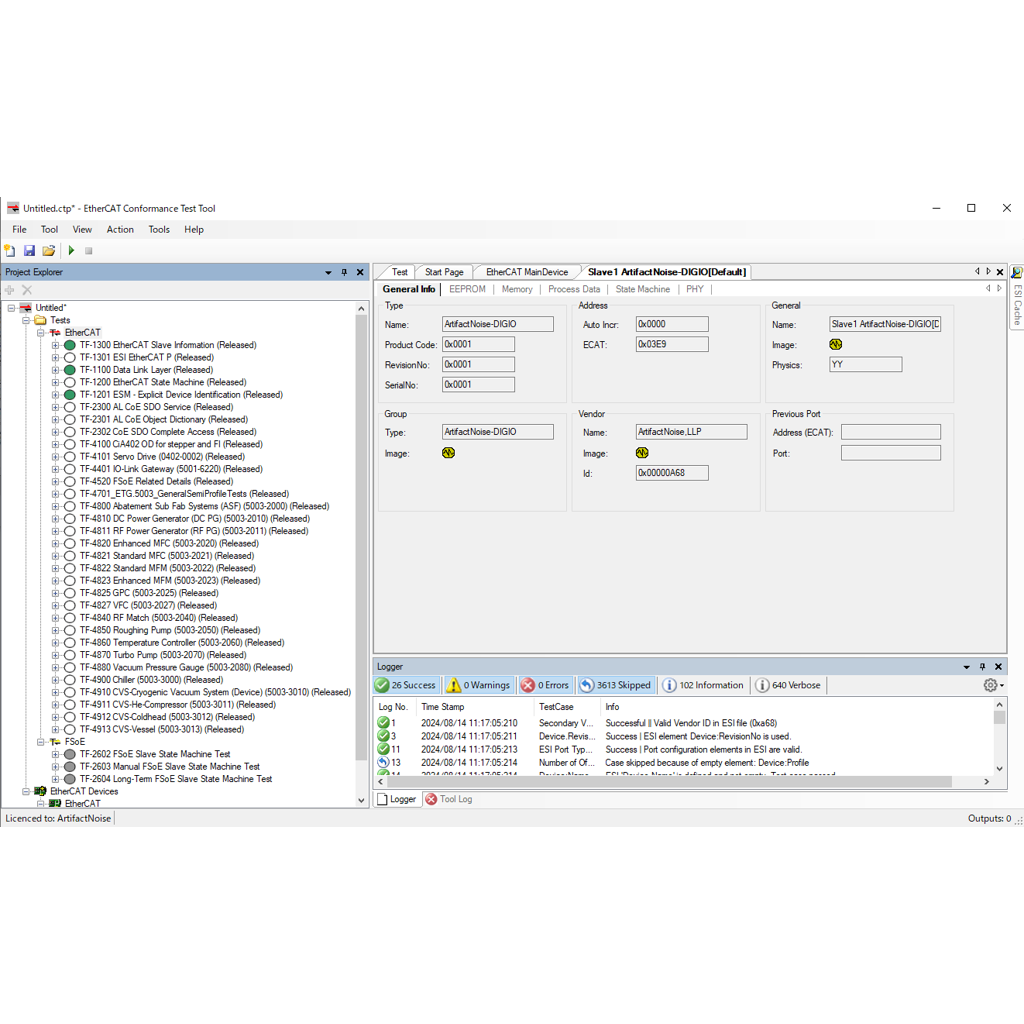 Untitled.ctp* - EtherCAT Conformance Test Tool
File Tool View Action Tools Help
Project Explorer
Untitled*
Tests
EtherCAT
TF-1300 EtherCAT Slave Information (Released)
TF-1301 ESI EtherCAT P (Released)
TF-1100 Data Link Layer (Released)
TF-1200 EtherCAT State Machine (Released)
TF-1201 ESM - Explicit Device Identification (Released)
TF-2300 AL CoE SDO Service (Released)
TF-2301 AL CoE Object Dictionary (Released)
TF-2302 CoE SDO Complete Access (Released)
TF-4100 CiA402 OD for stepper and FI (Released)
TF-4101 Servo Drive (0402-0002) (Released)
TF-4401 IO-Link Gateway (5001-6220) (Released)
TF-4520 FSoE Related Details (Released)
TF-4701_ETG.5003_GeneralSemiProfileTests (Released)
TF-4800 Abatement Sub Fab Systems (ASF) (5003-2000) (Released)
TF-4810 DC Power Generator (DC PG) (5003-2010) (Released)
TF-4811 RF Power Generator (RF PG) (5003-2011) (Released)
TF-4820 Enhanced MFC (5003-2020) (Released)
TF-4821 Standard MFC (5003-2021) (Released)
TF-4822 Standard MFM (5003-2022) (Released)
TF-4823 Enhanced MFM (5003-2023) (Released)
TF-4825 GPC (5003-2025) (Released)
TF-4827 VFC (5003-2027) (Released)
TF-4840 RF Match (5003-2040) (Released)
TF-4850 Roughing Pump (5003-2050) (Released)
TF-4860 Temperature Controller (5003-2060) (Released)
TF-4870 Turbo Pump (5003-2070) (Released)
TF-4880 Vacuum Pressure Gauge (5003-2080) (Released)
TF-4900 Chiller (5003-3000) (Released)
TF-4910 CVS-Cryogenic Vacuum System (Device) (5003-3010) (Released)
TF-4911 CVS-He-Compressor (5003-3011) (Released)
TF-4912 CVS-Coldhead (5003-3012) (Released)
TF-4913 CVS-Vessel (5003-3013) (Released)
FSoE
TF-2602 FSoE Slave State Machine Test
TF-2603 Manual FSoE Slave State Machine Test
TF-2604 Long-Term FSoE Slave State Machine Test
EtherCAT Devices
EtherCAT
Test Start Page EtherCAT MainDevice Slave1 ArtifactNoise-DIGIO[Default]
General Info EEPROM Memory Process Data State Machine PHY
Type
Name: ArtifactNoise-DIGIO
Product Code: 0x0001
RevisionNo: 0x0001
SerialNo: 0x0001
Address
Auto Incr: 0x0000
ECAT: 0x03E9
General
Name: Slave1 ArtifactNoise-DIGIO[D
Image:
Physics: YY
Group
Type: ArtifactNoise-DIGIO
Image:
Vendor
Name: ArtifactNoise,LLP
Image:
Id: 0x00000A68
Previous Port
Address (ECAT):
Port:
ESI Cache
Logger
26 Success 0 Warnings 0 Errors 3613 Skipped 102 Information 640 Verbose
Log No. Time Stamp TestCase Info
1 2024/08/14 11:17:05:210 Secondary V... Successful || Valid Vendor ID in ESI file (0xa68)
3 2024/08/14 11:17:05:211 Device.Revis... Success | ESI element Device:RevisionNo is used.
11 2024/08/14 11:17:05:213 ESI Port Typ... Success | Port configuration elements in ESI are valid.
13 2024/08/14 11:17:05:214 Number of Of... Case skipped because of empty element: Device:Profile
Logger Tool Log
Licenced to: ArtifactNoise
Outputs: 0